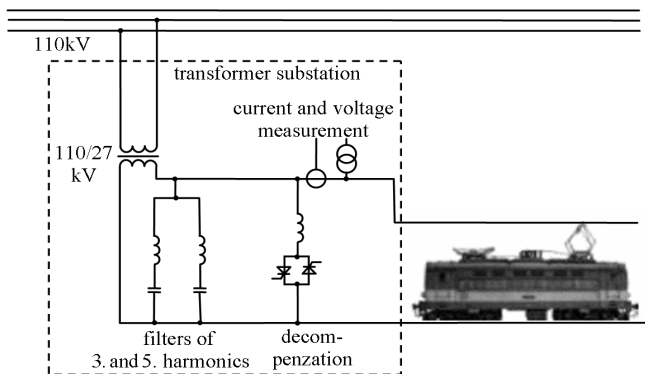 110kV
transformer substation
current and voltage
measurement
110/27
kV
filters of
3. and 5. harmonics
decom-
penzation